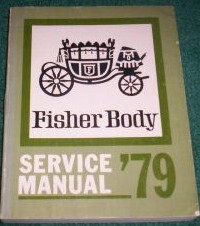 Fisher Body
SERVICE
MANUAL '79